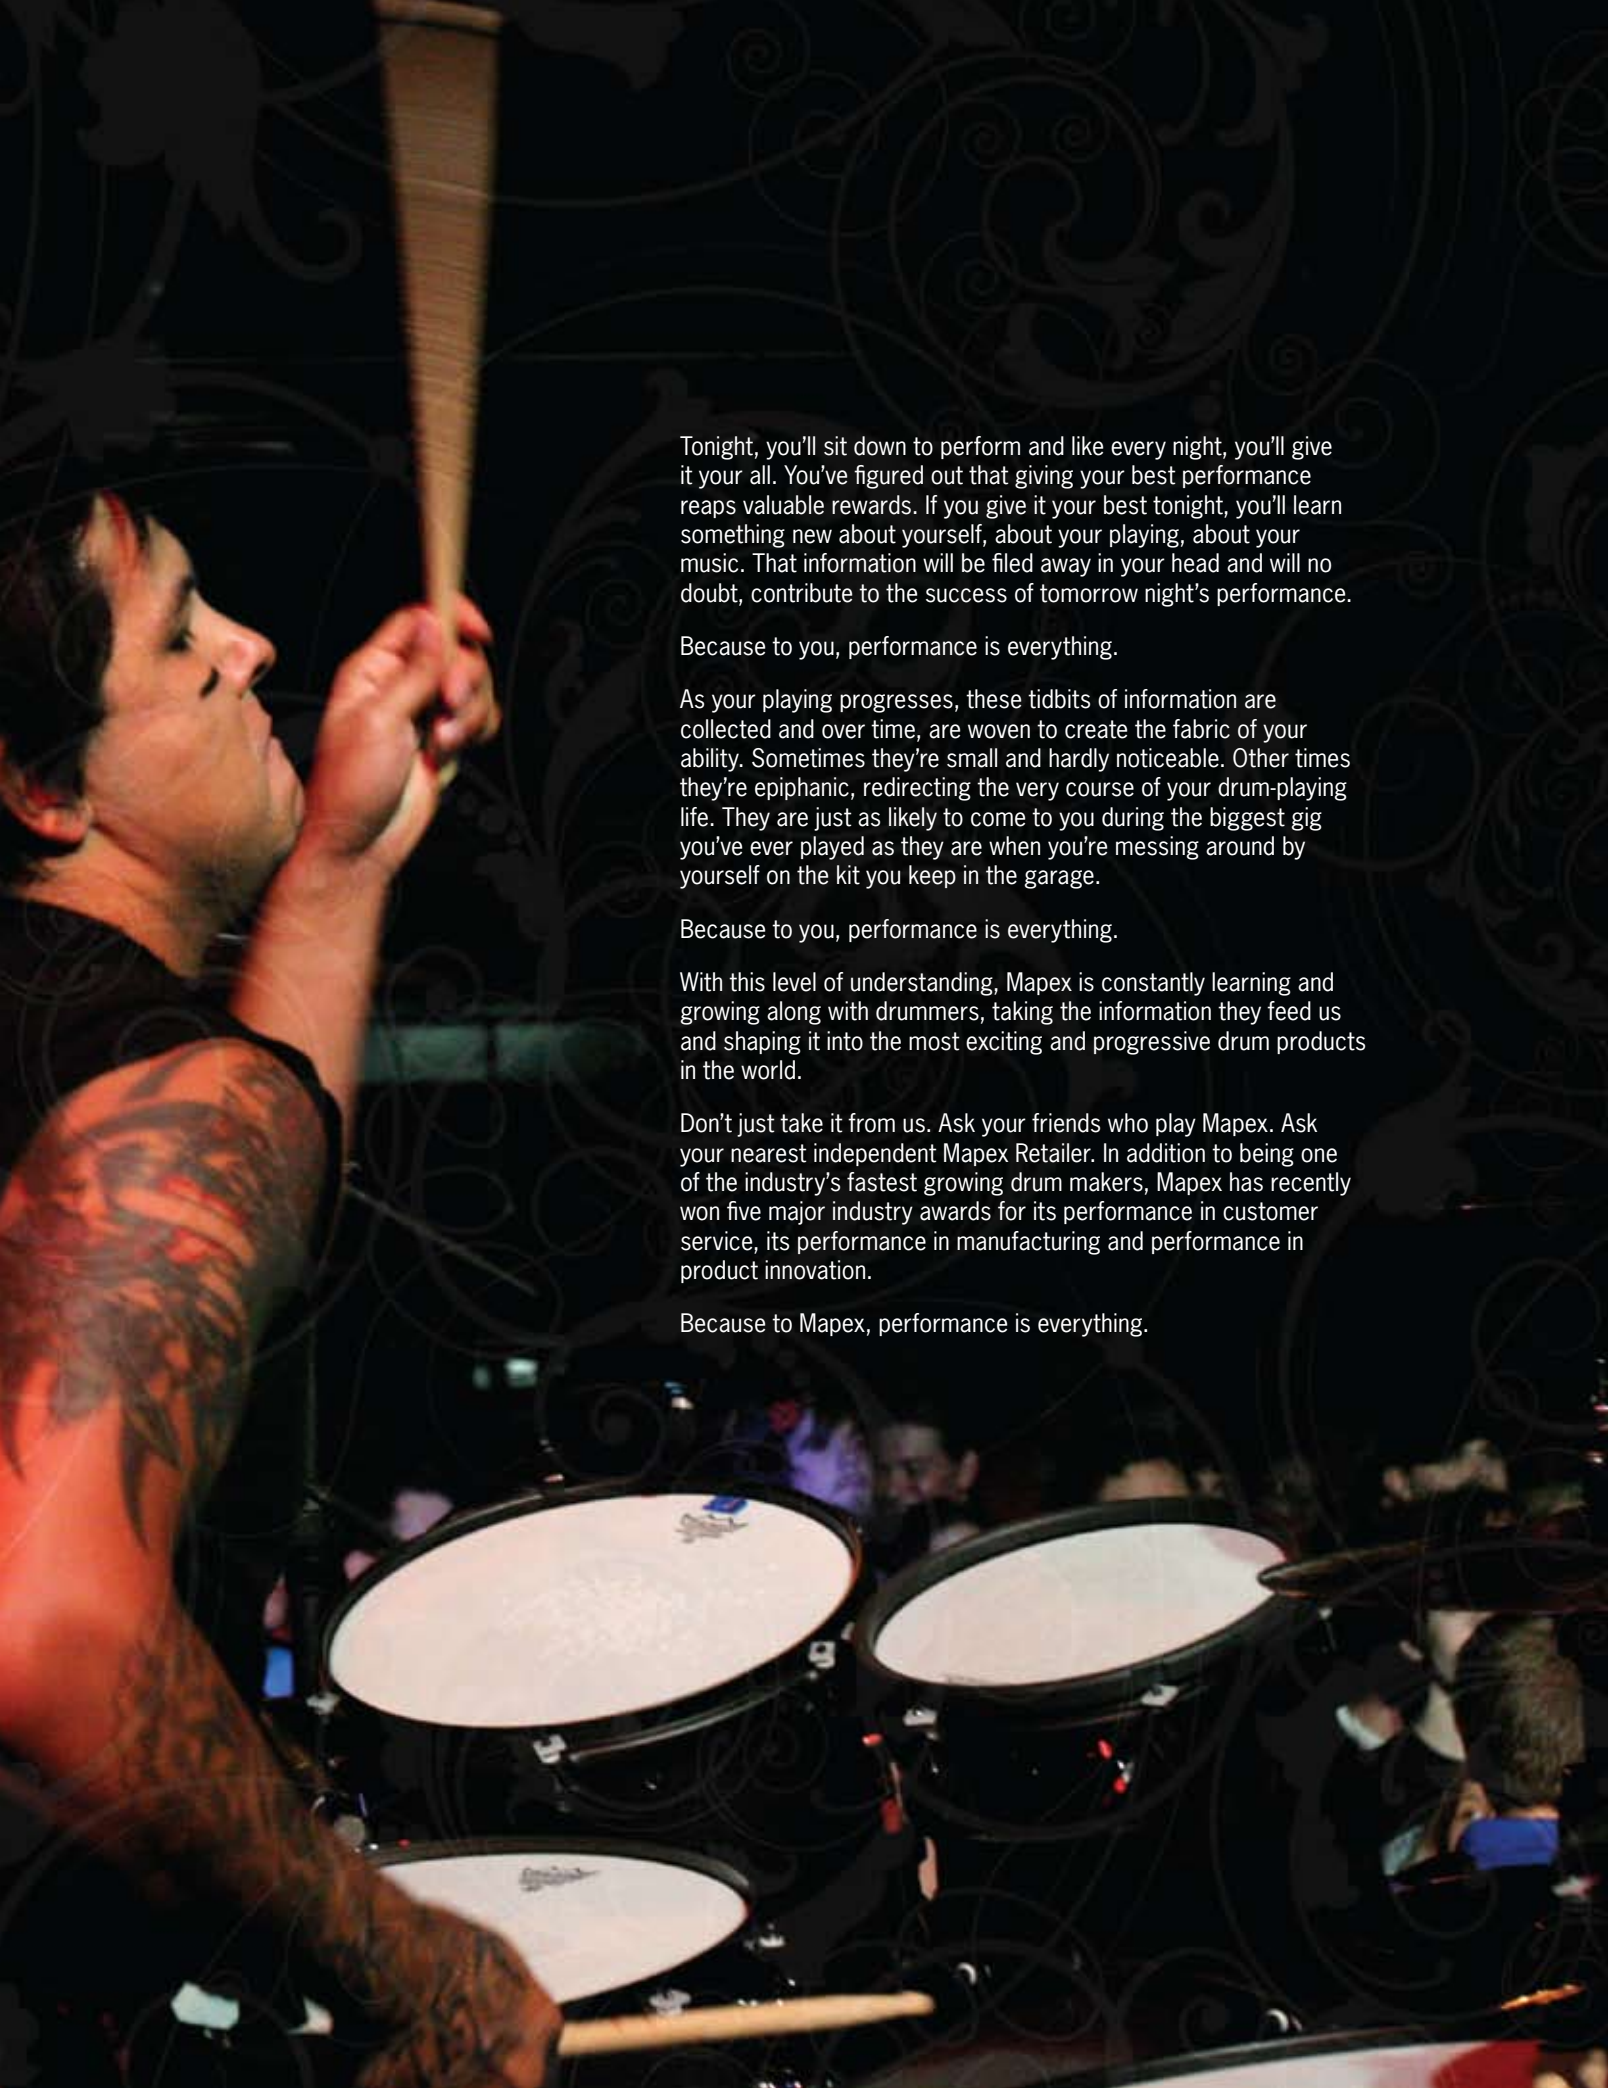 Tonight, you’ll sit down to perform and like every night, you’ll give
it your all. You’ve figured out that giving your best performance
reaps valuable rewards. If you give it your best tonight, you’ll learn
something new about yourself, about your playing, about your
music. That information will be filed away in your head and will no
doubt, contribute to the success of tomorrow night’s performance.
Because to you, performance is everything.
As your playing progresses, these tidbits of information are
collected and over time, are woven to create the fabric of your
ability. Sometimes they’re small and hardly noticeable. Other times
they’re epiphanic, redirecting the very course of your drum-playing
life. They are just as likely to come to you during the biggest gig
you’ve ever played as they are when you’re messing around by
yourself on the kit you keep in the garage.
Because to you, performance is everything.
With this level of understanding, Mapex is constantly learning and
growing along with drummers, taking the information they feed us
and shaping it into the most exciting and progressive drum products
in the world.
Don’t just take it from us. Ask your friends who play Mapex. Ask
your nearest independent Mapex Retailer. In addition to being one
of the industry’s fastest growing drum makers, Mapex has recently
won five major industry awards for its performance in customer
service, its performance in manufacturing and performance in
product innovation.
Because to Mapex, performance is everything.